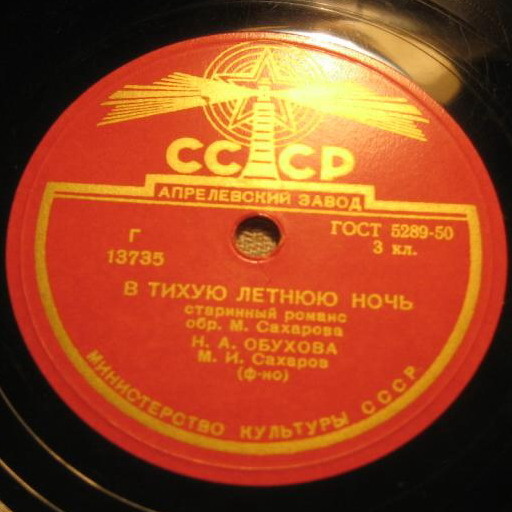 СССР
АПРЕЛЕВСКИЙ ЗАВОД
Г
13735
ГОСТ 5289-50
3 кл.
В ТИХУЮ ЛЕТНЮЮ НОЧЬ
старинный романс
обр. М. Сахарова
Н. А. ОБУХОВА
М. И. Сахаров
(ф-но)
МИНИСТЕРСТВО КУЛЬТУРЫ СССР